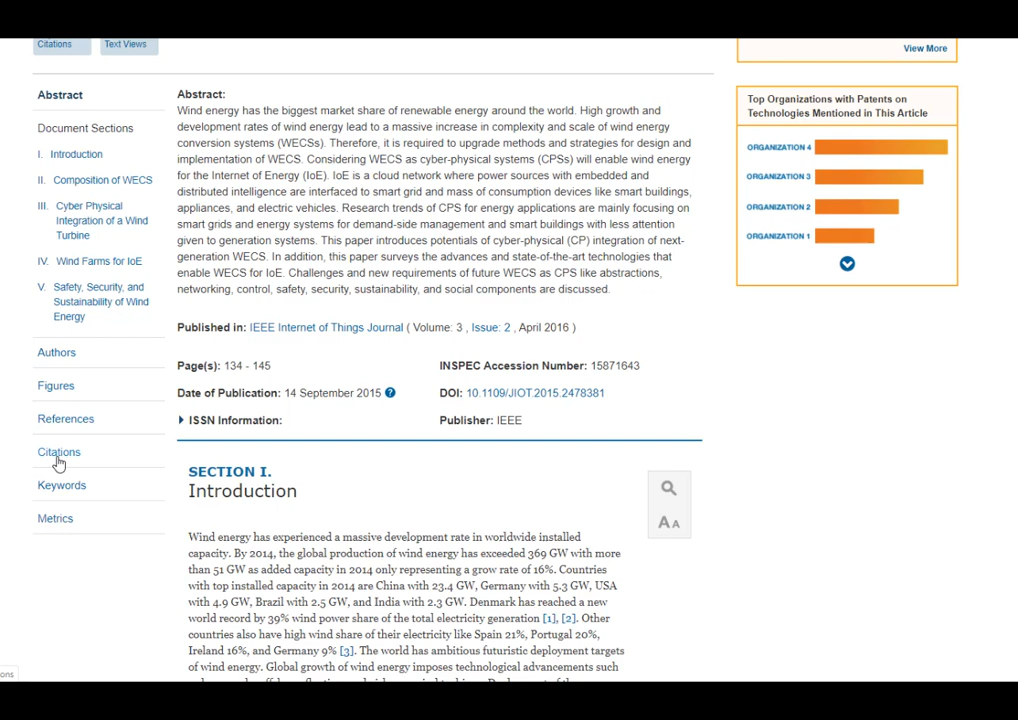 Citations
Text Views
View More
Abstract
Document Sections
I. Introduction
II. Composition of WECS
III. Cyber Physical
Integration of a Wind
Turbine
IV. Wind Farms for IoE
V. Safety, Security, and
Sustainability of Wind
Energy
Authors
Figures
References
Citations
Keywords
Metrics
Abstract:
Wind energy has the biggest market share of renewable energy around the world. High growth and
development rates of wind energy lead to a massive increase in complexity and scale of wind energy
conversion systems (WECSs). Therefore, it is required to upgrade methods and strategies for design and
implementation of WECS. Considering WECS as cyber-physical systems (CPSs) will enable wind energy
for the Internet of Energy (IoE). IoE is a cloud network where power sources with embedded and
distributed intelligence are interfaced to smart grid and mass of consumption devices like smart buildings,
appliances, and electric vehicles. Research trends of CPS for energy applications are mainly focusing on
smart grids and energy systems for demand-side management and smart buildings with less attention
given to generation systems. This paper introduces potentials of cyber-physical (CP) integration of next-
generation WECS. In addition, this paper surveys the advances and state-of-the-art technologies that
enable WECS for IoE. Challenges and new requirements of future WECS as CPS like abstractions,
networking, control, safety, security, sustainability, and social components are discussed.
Published in: IEEE Internet of Things Journal ( Volume: 3 , Issue: 2 , April 2016 )
Page(s): 134 - 145
INSPEC Accession Number: 15871643
Date of Publication: 14 September 2015 ?
DOI: 10.1109/JIOT.2015.2478381
ISSN Information:
Publisher: IEEE
SECTION I.
Introduction
AA
Wind energy has experienced a massive development rate in worldwide installed
capacity. By 2014, the global production of wind energy has exceeded 369 GW with more
than 51 GW as added capacity in 2014 only representing a grow rate of 16%. Countries
with top installed capacity in 2014 are China with 23.4 GW, Germany with 5.3 GW, USA
with 4.9 GW, Brazil with 2.5 GW, and India with 2.3 GW. Denmark has reached a new
world record by 39% wind power share of the total electricity generation [1], [2]. Other
countries also have high wind share of their electricity like Spain 21%, Portugal 20%,
Ireland 16%, and Germany 9% [3]. The world has ambitious futuristic deployment targets
of wind energy. Global growth of wind energy imposes technological advancements such
Top Organizations with Patents on
Technologies Mentioned in This Article
ORGANIZATION 4
ORGANIZATION 3
ORGANIZATION 2
ORGANIZATION 1
ons